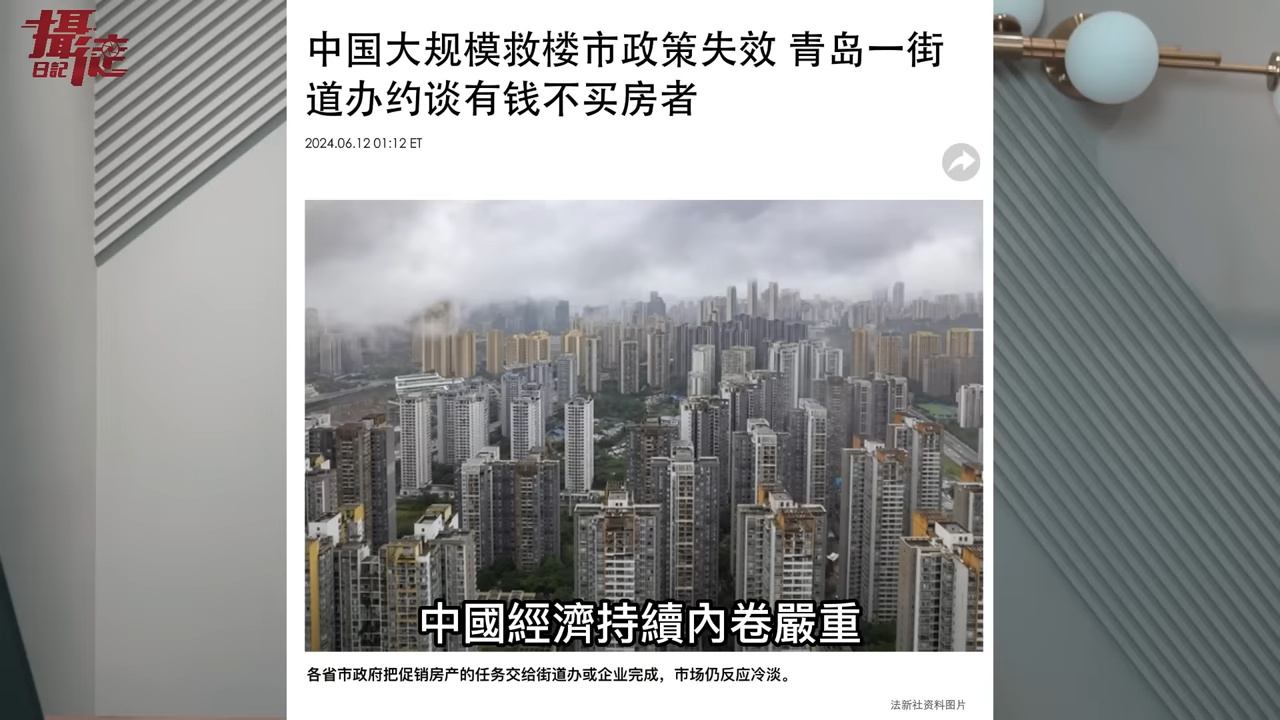 攝徒
日記
中国大规模救楼市政策失效 青岛一街
道办约谈有钱不买房者
2024.06.12 01:12 ET
中國經濟持續內卷嚴重
各省市政府把促销房产的任务交给街道办或企业完成，市场仍反应冷淡。
法新社资料图片